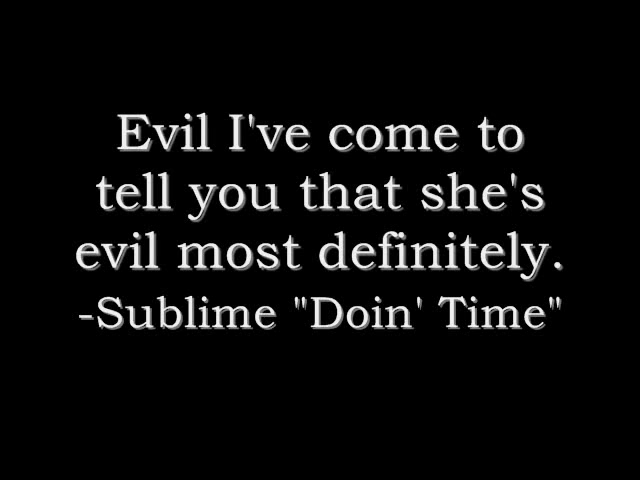 Evil I've come to
tell you that she's
evil most definitely.
-Sublime "Doin' Time"